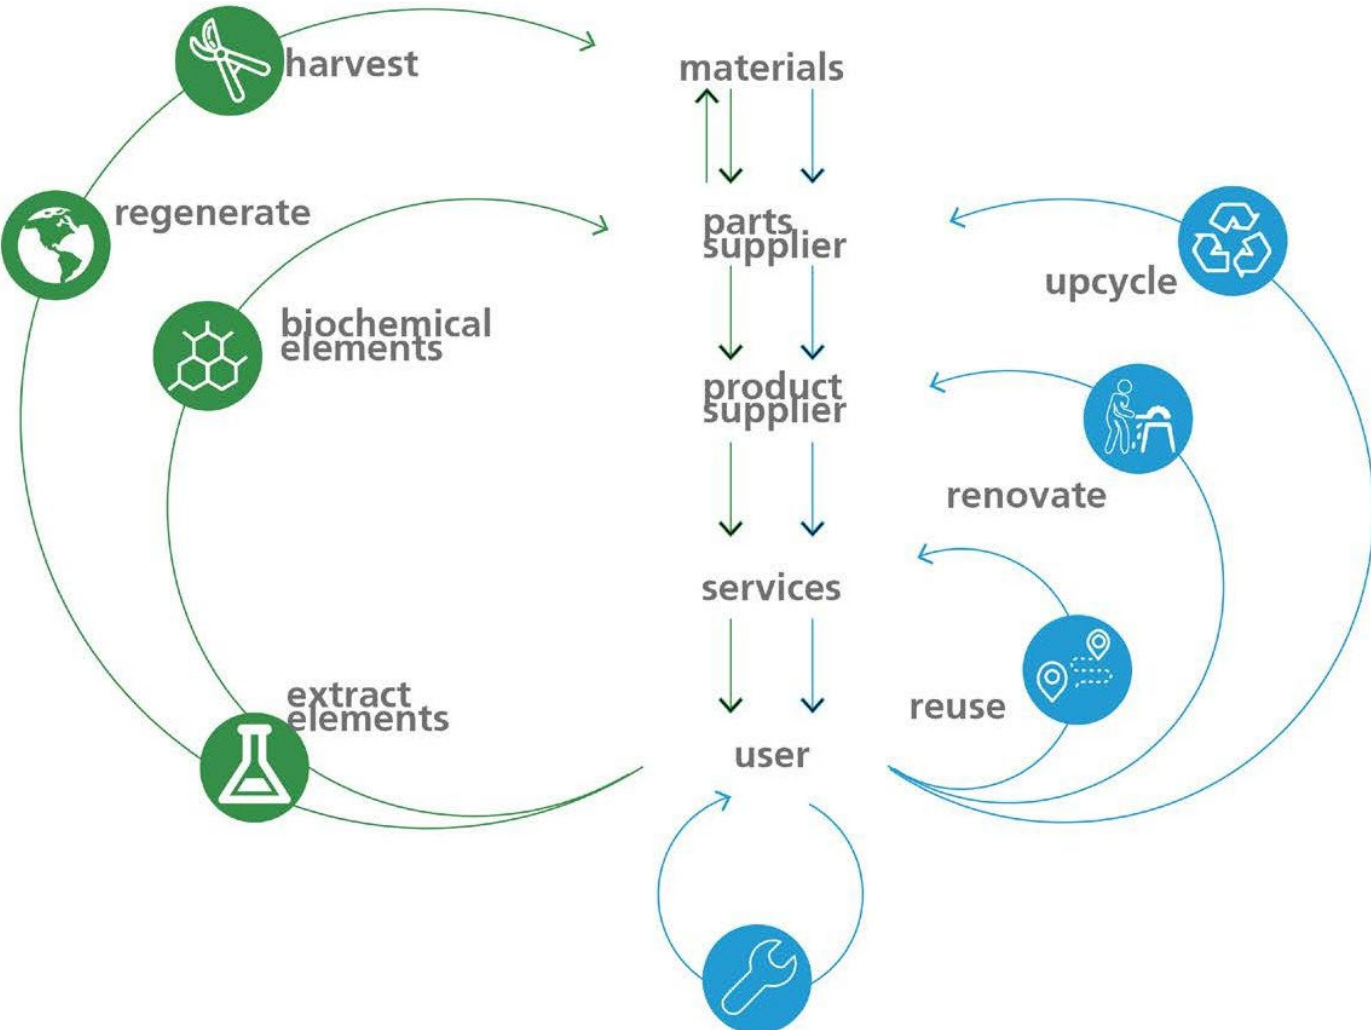 harvest
materials
regenerate
parts
supplier
upcycle
biochemical
elements
product
supplier
renovate
services
extract
elements
reuse
user